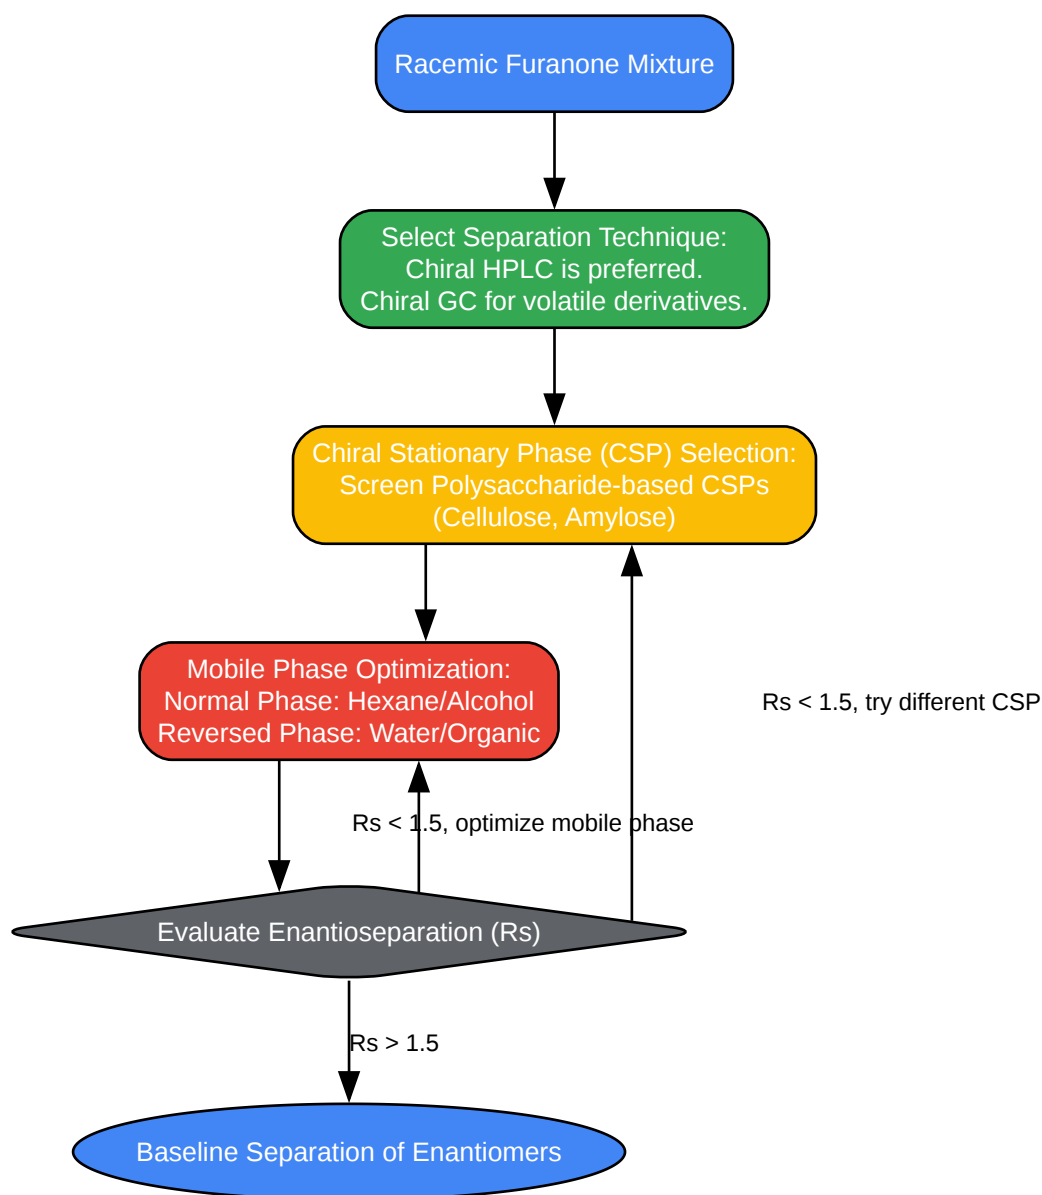 Racemic Furanone Mixture
Select Separation Technique:
Chiral HPLC is preferred.
Chiral GC for volatile derivatives.
Chiral Stationary Phase (CSP) Selection:
Screen Polysaccharide-based CSPs
(Cellulose, Amylose)
Mobile Phase Optimization:
Normal Phase: Hexane/Alcohol
Reversed Phase: Water/Organic
Rs < 1.5, try different CSP
Rs < 1.5, optimize mobile phase
Evaluate Enantioseparation (Rs)
Rs > 1.5
Baseline Separation of Enantiomers